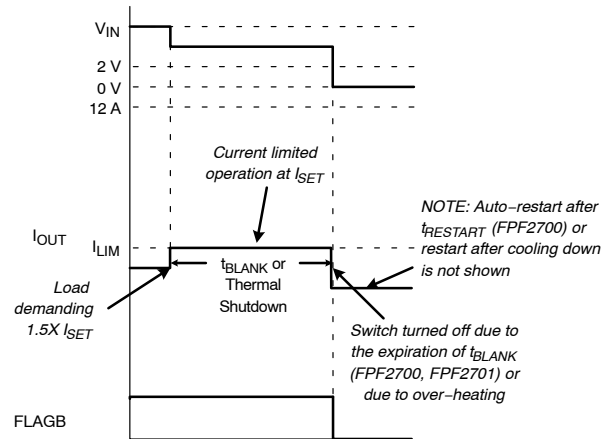 VIN
2 V
0 V
12 A
Current limited
operation at ISET
NOTE: Auto−restart after
tRESTART (FPF2700) or
restart after cooling down
is not shown
IOUT
ILIM
tBLANK or
Thermal
Shutdown
Load
demanding
1.5X ISET
Switch turned off due to
the expiration of tBLANK
(FPF2700, FPF2701) or
due to over−heating
FLAGB